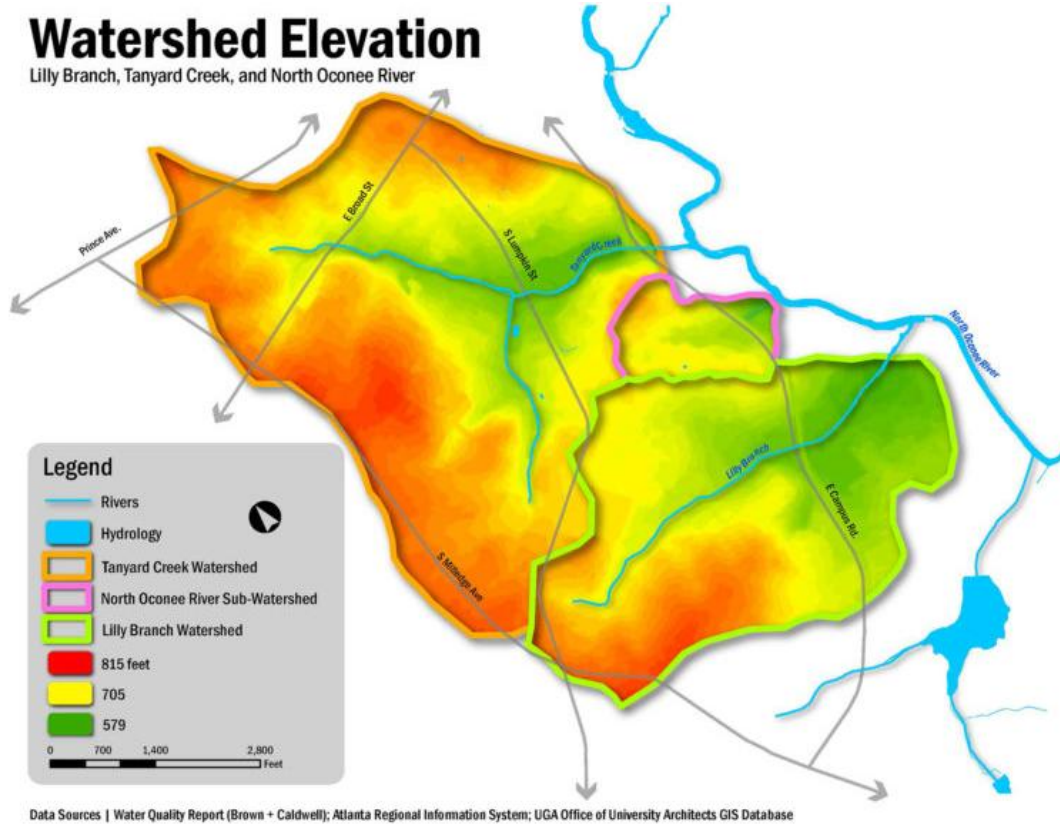 Watershed Elevation
Lilly Branch, Tanyard Creek, and North Oconee River
Prince Ave.
E Broad St
S Lumpkin St
Tanyard Creek
North Oconee River
Lilly Branch
E Campus Rd.
S Milledge Ave
Legend
Rivers
Hydrology
Tanyard Creek Watershed
North Oconee River Sub-Watershed
Lilly Branch Watershed
815 feet
705
579
0 700 1,400 2,800
Feet
Data Sources | Water Quality Report (Brown + Caldwell); Atlanta Regional Information System; UGA Office of University Architects GIS Database